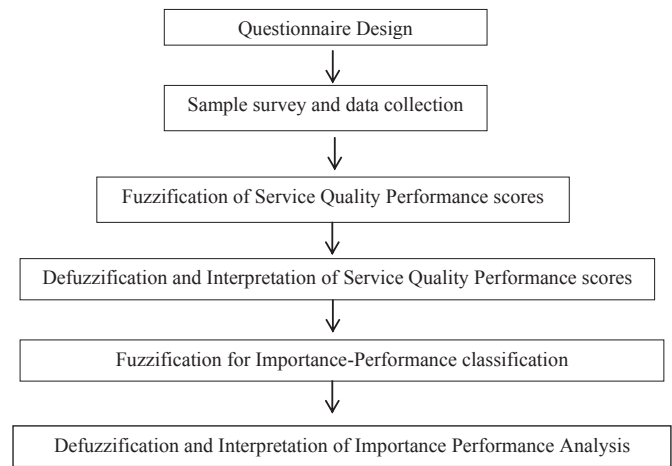 Questionnaire Design
Sample survey and data collection
Fuzzification of Service Quality Performance scores
Defuzzification and Interpretation of Service Quality Performance scores
Fuzzification for Importance-Performance classification
Defuzzification and Interpretation of Importance Performance Analysis